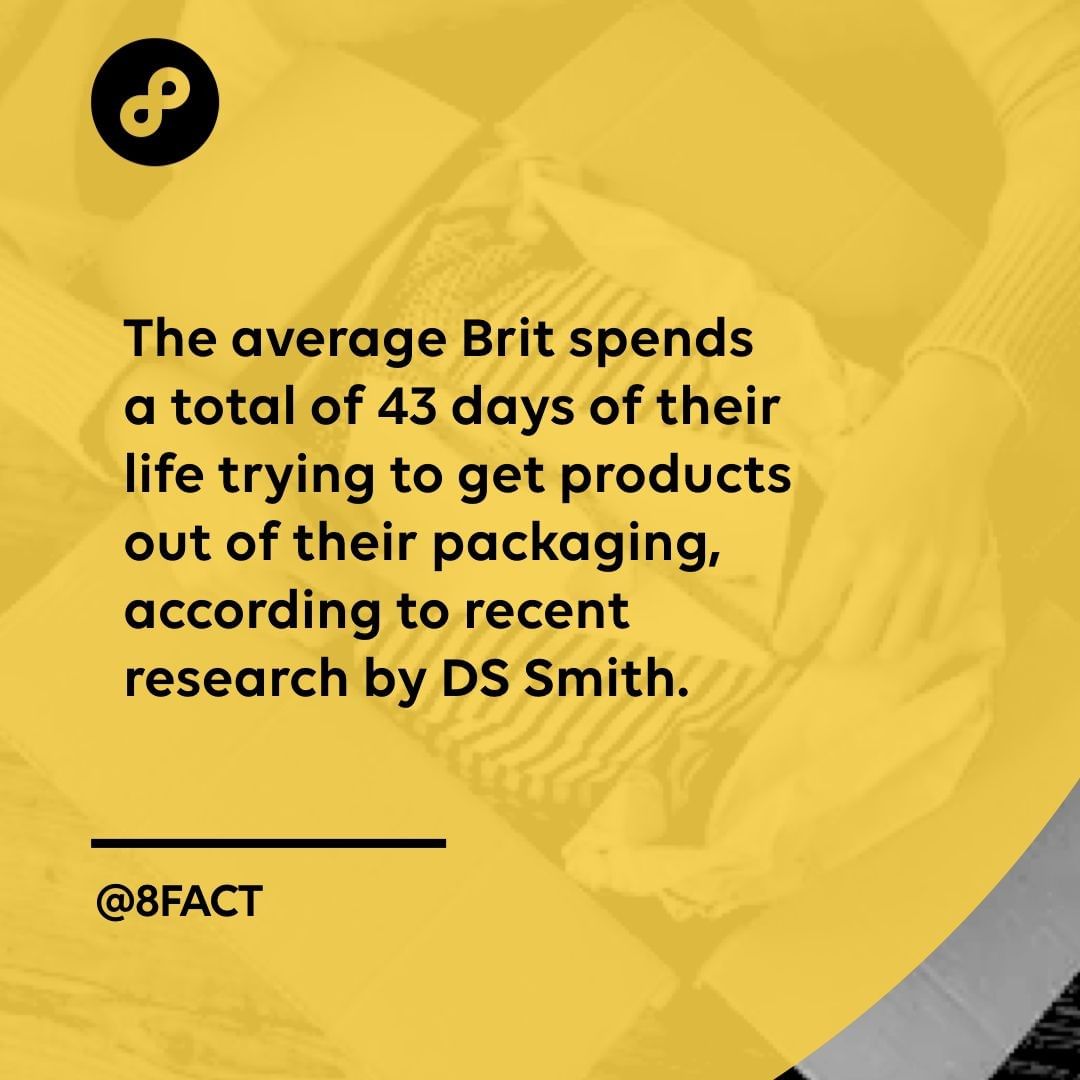 The average Brit spends
a total of 43 days of their
life trying to get products
out of their packaging,
according to recent
research by DS Smith.
@8FACT